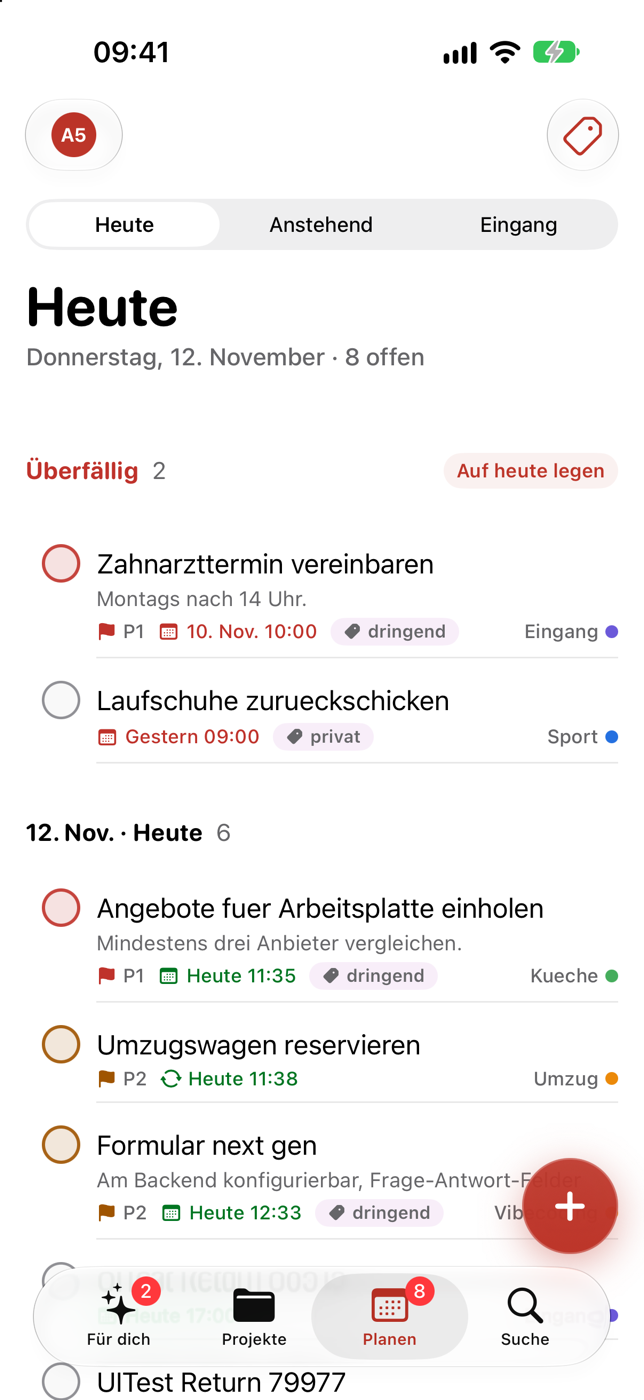 09:41
A5
Heute
Anstehend
Eingang
Heute
Donnerstag, 12. November · 8 offen
Überfällig 2
Auf heute legen
Zahnarzttermin vereinbaren
Montags nach 14 Uhr.
P1 10. Nov. 10:00 dringend Eingang
Laufschuhe zurueckschicken
Gestern 09:00 privat Sport
12. Nov. · Heute 6
Angebote fuer Arbeitsplatte einholen
Mindestens drei Anbieter vergleichen.
P1 Heute 11:35 dringend Kueche
Umzugswagen reservieren
P2 Heute 11:38 Umzug
Formular next gen
Am Backend konfigurierbar, Frage-Antwort-Felder
P2 Heute 12:33 dringend
Heute 17:00
2
8
Für dich
Projekte
Planen
Suche
UITest Return 79977